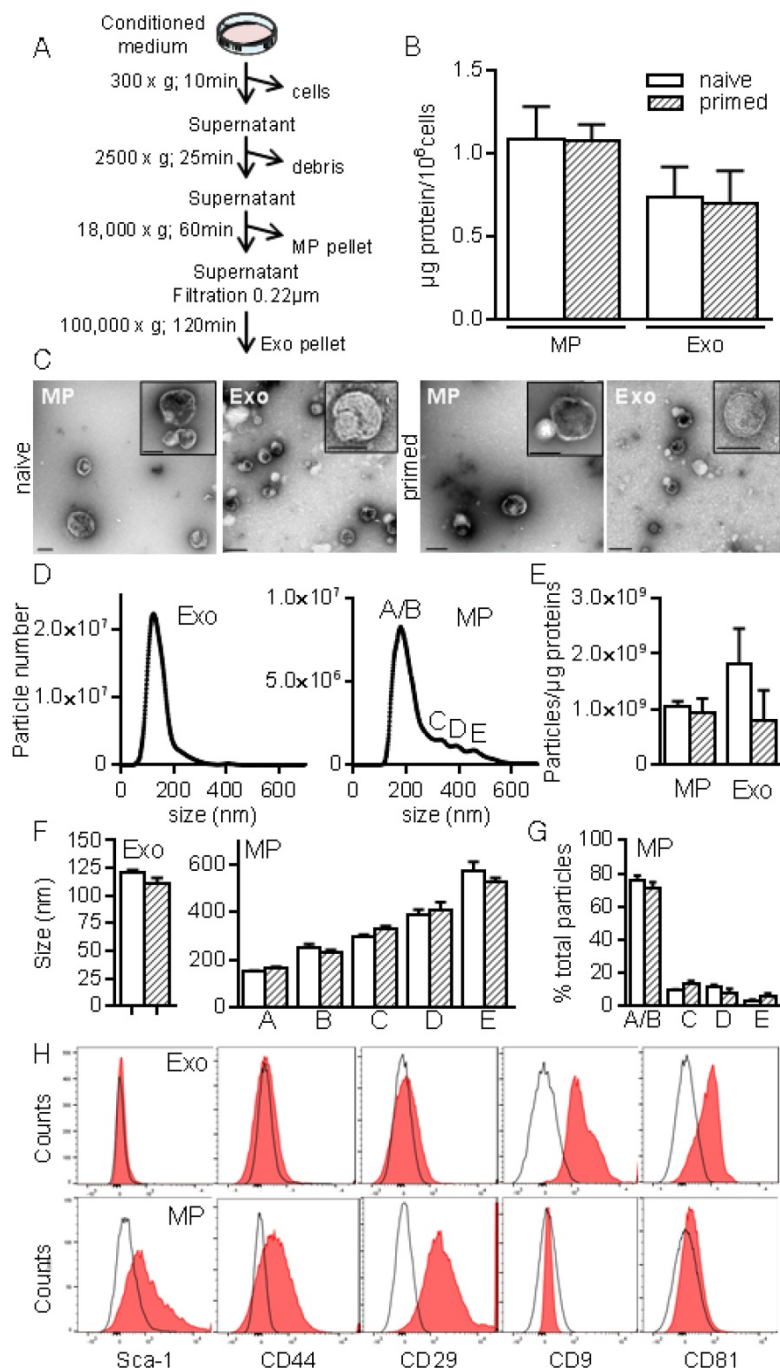 A
Conditioned
medium
300 x g; 10min
cells
Supernatant
2500 x g; 25min
debris
Supernatant
18,000 x g; 60min
MP pellet
Supernatant
Filtration 0.22µm
100,000 x g; 120min
Exo pellet
B
µg protein/10⁶cells
1.5
1.0
0.5
0.0
naive
primed
MP
Exo
C
naive
MP
Exo
primed
MP
Exo
D
Particle number
2.0x10⁷
1.0x10⁷
0
Exo
0 200 400 600
size (nm)
1.0x10⁷
5.0x10⁶
0
A/B
MP
C D E
0 200 400 600
size (nm)
E
Particles/µg proteins
3.0x10⁹
2.0x10⁹
1.0x10⁹
0
MP Exo
F
Size (nm)
150
125
100
75
50
25
0
Exo
600
400
200
0
MP
A B C D E
G
% total particles
100
80
60
40
20
0
MP
A/B C D E
H
Counts
Exo
Counts
MP
Sca-1 CD44 CD29 CD9 CD81